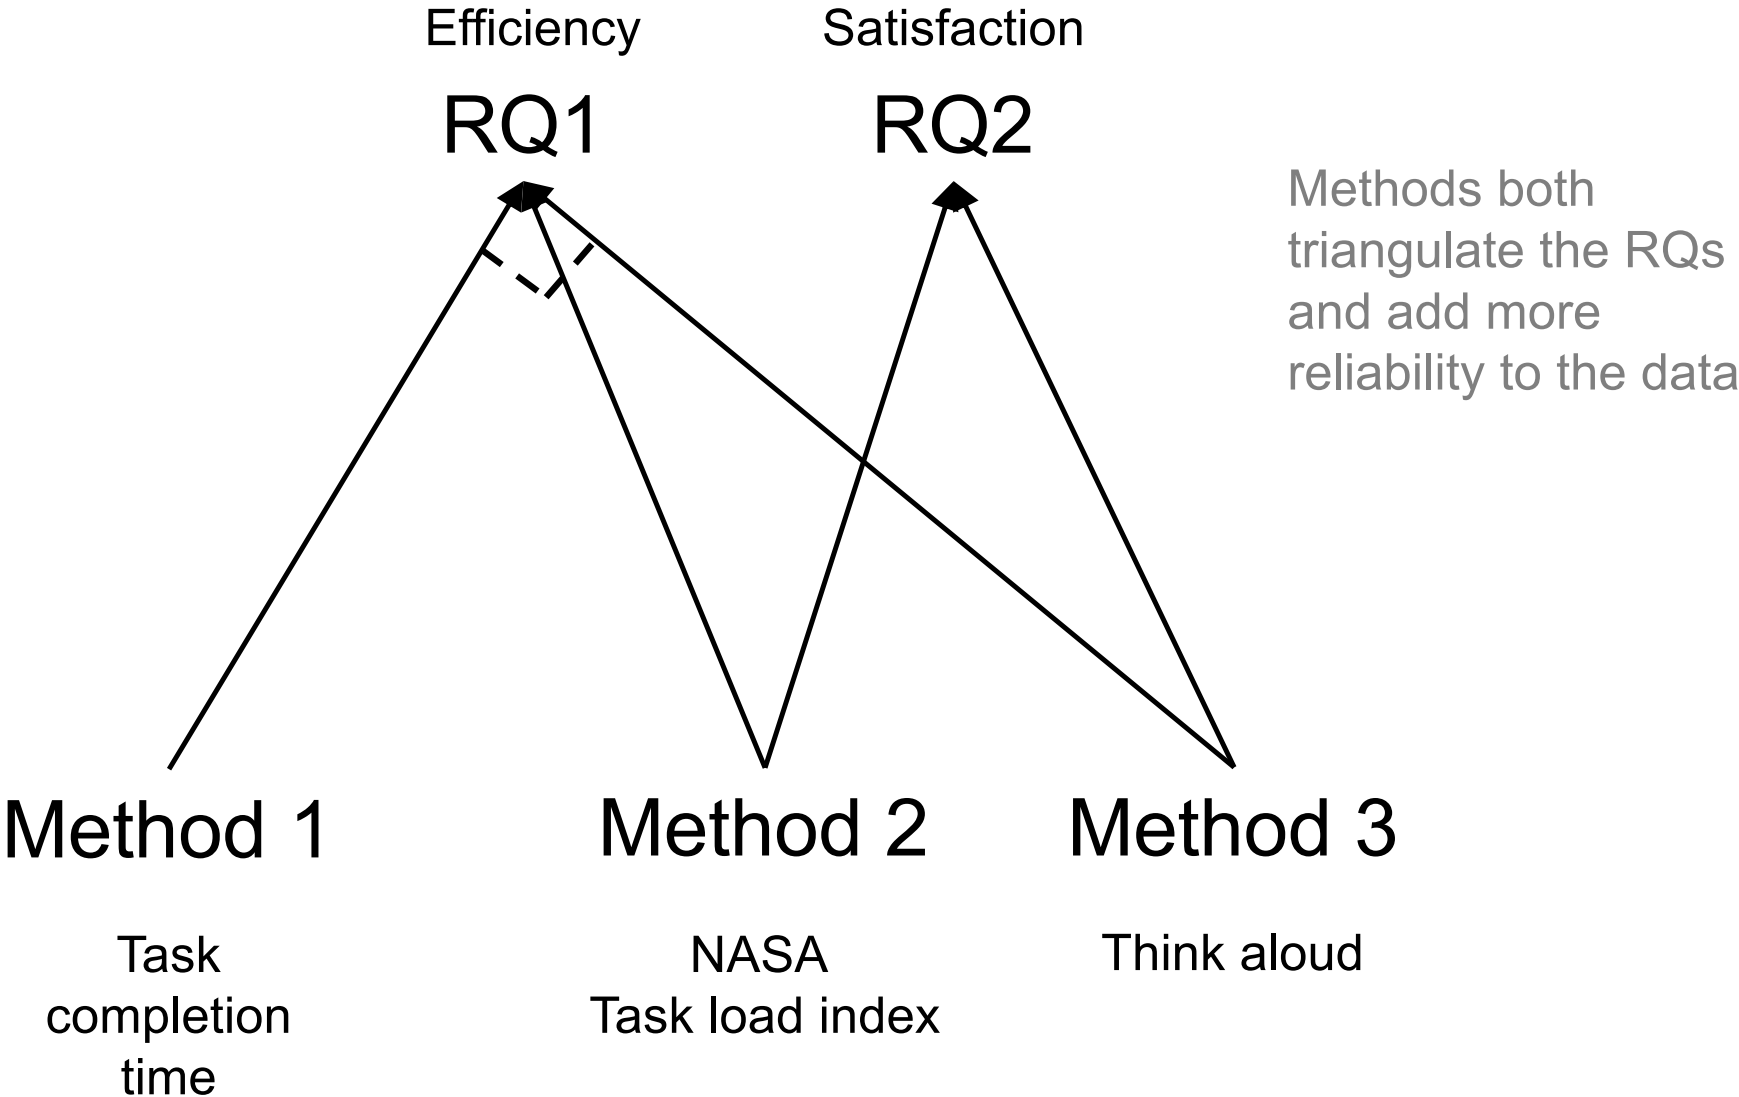 Efficiency
Satisfaction
RQ1
RQ2
Methods both
triangulate the RQs
and add more
reliability to the data
Method 1
Method 2
Method 3
Task
completion
time
NASA
Task load index
Think aloud